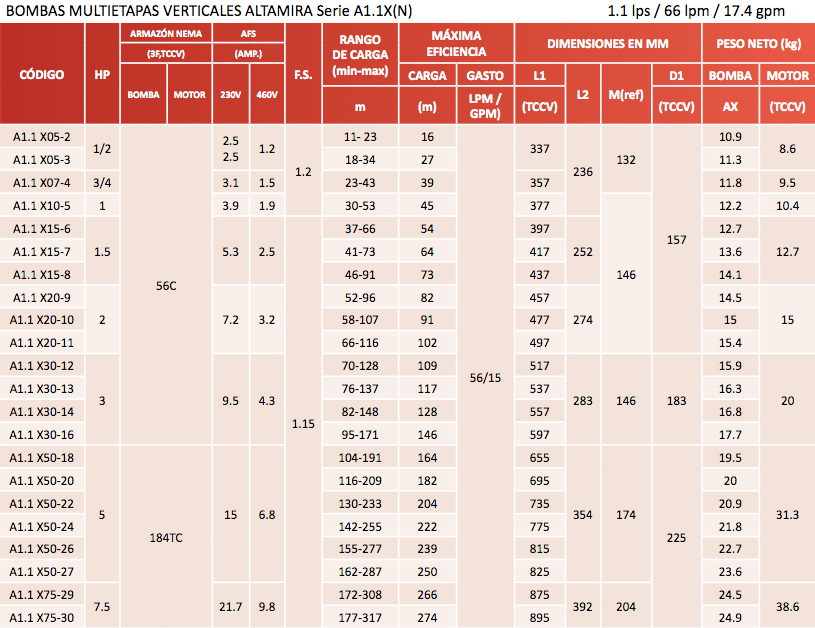 BOMBAS MULTIETAPAS VERTICALES ALTAMIRA Serie A1.1X(N) 1.1 lps / 66 lpm / 17.4 gpm
CÓDIGO HP ARMAZÓN NEMA (3F,TCCV) BOMBA MOTOR AFS (AMP.) 230V 460V F.S. RANGO DE CARGA (min-max) m MÁXIMA EFICIENCIA CARGA (m) GASTO LPM / GPM) DIMENSIONES EN MM L1 (TCCV) L2 M(ref) D1 (TCCV) PESO NETO (kg) BOMBA AX MOTOR (TCCV)
A1.1 X05-2 1/2 56C 2.5 1.2 1.2 11- 23 16 56/15 337 236 132 157 10.9 8.6
A1.1 X05-3 2.5 18-34 27 11.3
A1.1 X07-4 3/4 3.1 1.5 23-43 39 357 11.8 9.5
A1.1 X10-5 1 3.9 1.9 30-53 45 377 146 12.2 10.4
A1.1 X15-6 1.5 5.3 2.5 1.15 37-66 54 397 252 12.7 12.7
A1.1 X15-7 41-73 64 417 13.6
A1.1 X15-8 46-91 73 437 14.1
A1.1 X20-9 2 7.2 3.2 52-96 82 457 274 14.5 15
A1.1 X20-10 58-107 91 477 15
A1.1 X20-11 66-116 102 497 15.4
A1.1 X30-12 3 9.5 4.3 70-128 109 517 283 146 183 15.9 20
A1.1 X30-13 76-137 117 537 16.3
A1.1 X30-14 82-148 128 557 16.8
A1.1 X30-16 95-171 146 597 17.7
A1.1 X50-18 5 184TC 15 6.8 104-191 164 655 354 174 225 19.5 31.3
A1.1 X50-20 116-209 182 695 20
A1.1 X50-22 130-233 204 735 20.9
A1.1 X50-24 142-255 222 775 21.8
A1.1 X50-26 155-277 239 815 22.7
A1.1 X50-27 162-287 250 825 23.6
A1.1 X75-29 7.5 21.7 9.8 172-308 266 875 392 204 24.5 38.6
A1.1 X75-30 177-317 274 895 24.9